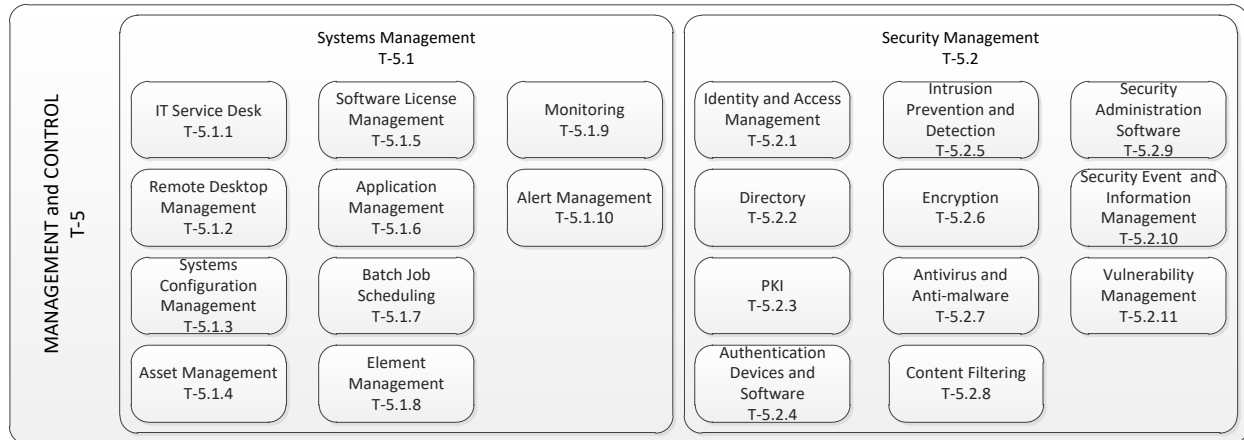 MANAGEMENT and CONTROL
T-5
Systems Management
T-5.1
IT Service Desk
T-5.1.1
Remote Desktop
Management
T-5.1.2
Systems
Configuration
Management
T-5.1.3
Asset Management
T-5.1.4
Software License
Management
T-5.1.5
Application
Management
T-5.1.6
Batch Job
Scheduling
T-5.1.7
Element
Management
T-5.1.8
Monitoring
T-5.1.9
Alert Management
T-5.1.10
Security Management
T-5.2
Identity and Access
Management
T-5.2.1
Directory
T-5.2.2
PKI
T-5.2.3
Authentication
Devices and
Software
T-5.2.4
Intrusion
Prevention and
Detection
T-5.2.5
Encryption
T-5.2.6
Antivirus and
Anti-malware
T-5.2.7
Content Filtering
T-5.2.8
Security
Administration
Software
T-5.2.9
Security Event and
Information
Management
T-5.2.10
Vulnerability
Management
T-5.2.11